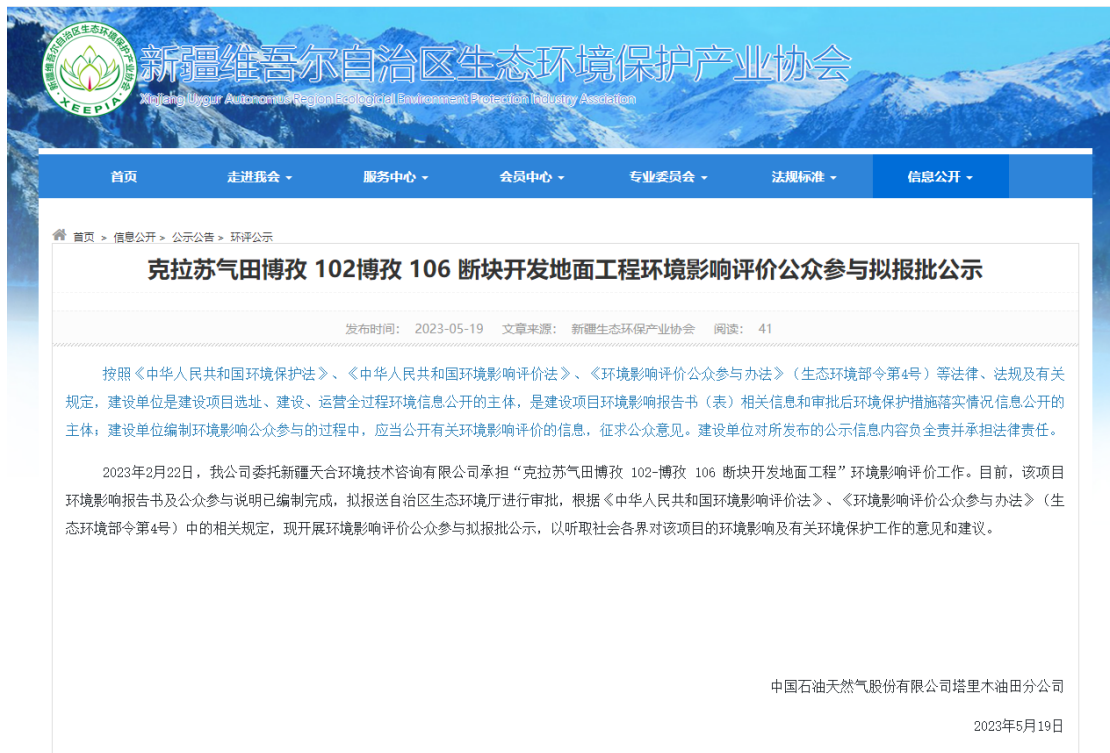 新疆维吾尔自治区生态环境保护产业协会
Xinjiang Uygur Autonomus Region Ecologicial Environment Protection Industry Assdation
XEEPIA
首页 走进我会 服务中心 会员中心 专业委员会 法规标准 信息公开
首页 > 信息公开 > 公示公告 > 环评公示
克拉苏气田博孜 102博孜 106 断块开发地面工程环境影响评价公众参与拟报批公示
发布时间: 2023-05-19 文章来源: 新疆生态环保产业协会 阅读: 41
按照《中华人民共和国环境保护法》、《中华人民共和国环境影响评价法》、《环境影响评价公众参与办法》（生态环境部令第4号）等法律、法规及有关
规定，建设单位是建设项目选址、建设、运营全过程环境信息公开的主体，是建设项目环境影响报告书（表）相关信息和审批后环境保护措施落实情况信息公开的
主体；建设单位编制环境影响公众参与的过程中，应当公开有关环境影响评价的信息，征求公众意见。建设单位对所发布的公示信息内容负全责并承担法律责任。
2023年2月22日，我公司委托新疆天合环境技术咨询有限公司承担“克拉苏气田博孜 102-博孜 106 断块开发地面工程”环境影响评价工作。目前，该项目
环境影响报告书及公众参与说明已编制完成，拟报送自治区生态环境厅进行审批，根据《中华人民共和国环境影响评价法》、《环境影响评价公众参与办法》（生
态环境部令第4号）中的相关规定，现开展环境影响评价公众参与拟报批公示，以听取社会各界对该项目的环境影响及有关环境保护工作的意见和建议。
中国石油天然气股份有限公司塔里木油田分公司
2023年5月19日